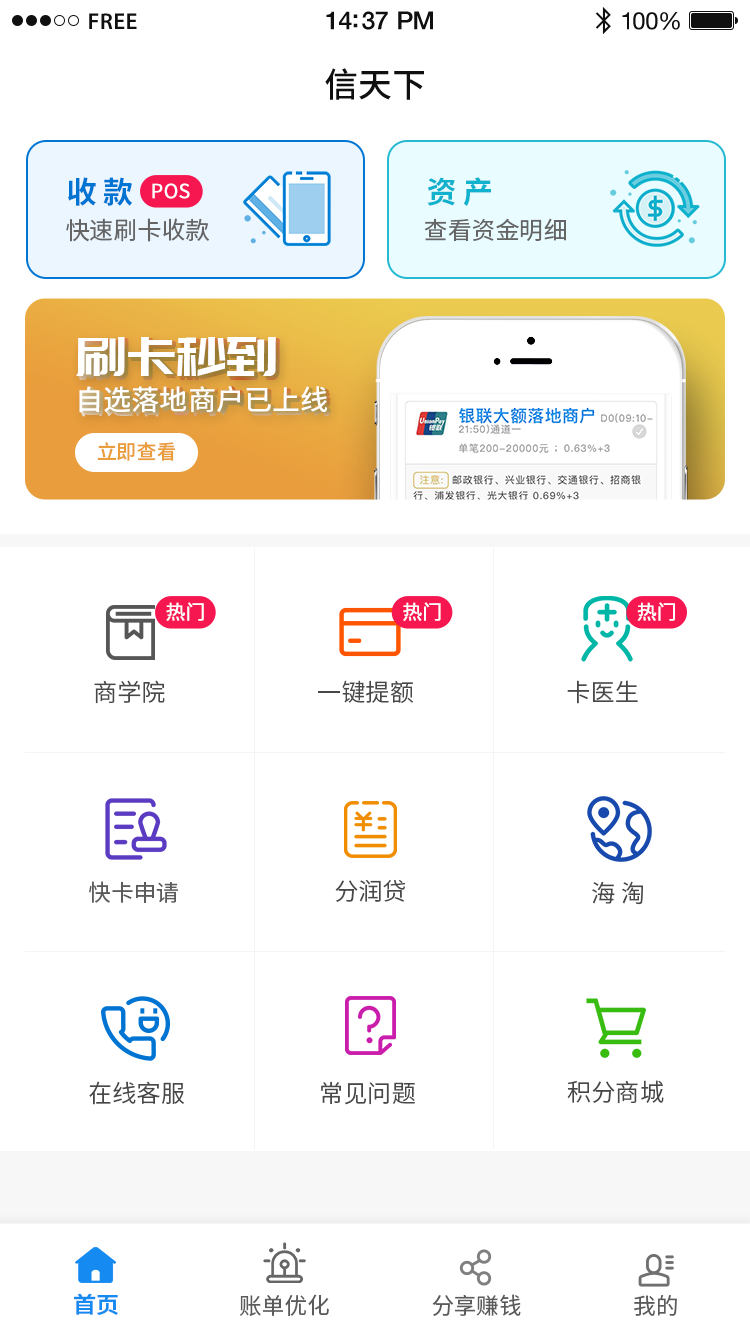 FREE 14:37 PM 100%
信天下
收款 POS
快速刷卡收款
资产
查看资金明细
刷卡秒到
自选落地商户已上线
立即查看
UnionPay
银联
银联大额落地商户 D0(09:10-
21:50)通道一
单笔200-20000元 ; 0.63%+3
注意: 邮政银行、兴业银行、交通银行、招商银
行、浦发银行、光大银行 0.69%+3
热门 热门 热门
商学院 一键提额 卡医生
快卡申请 分润贷 海淘
在线客服 常见问题 积分商城
首页 账单优化 分享赚钱 我的